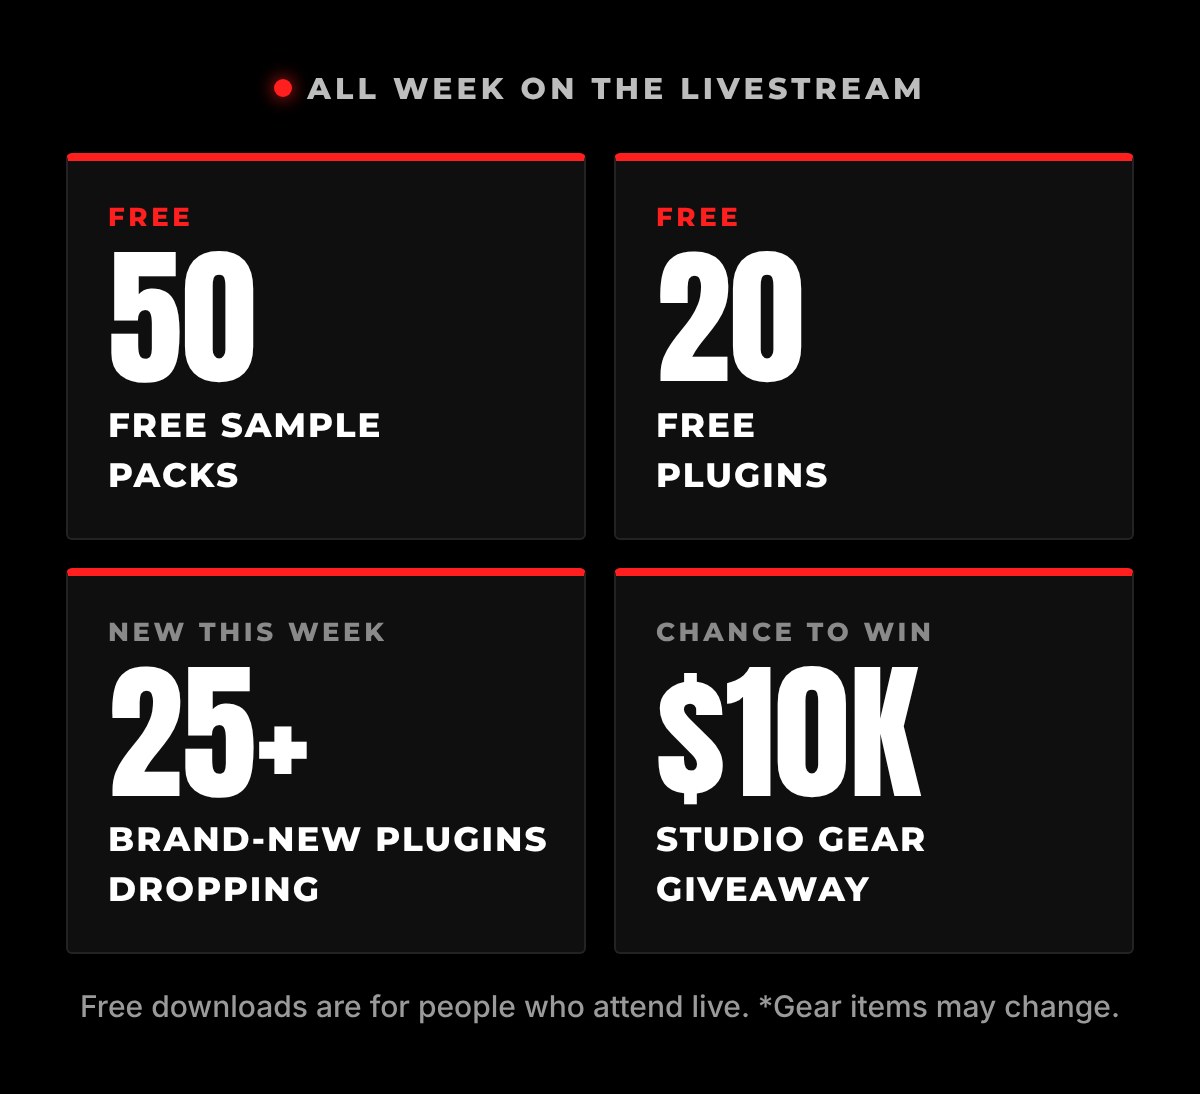 ALL WEEK ON THE LIVESTREAM
FREE
50
FREE SAMPLE
PACKS
FREE
20
FREE
PLUGINS
NEW THIS WEEK
25+
BRAND-NEW PLUGINS
DROPPING
CHANCE TO WIN
$10K
STUDIO GEAR
GIVEAWAY
Free downloads are for people who attend live. *Gear items may change.